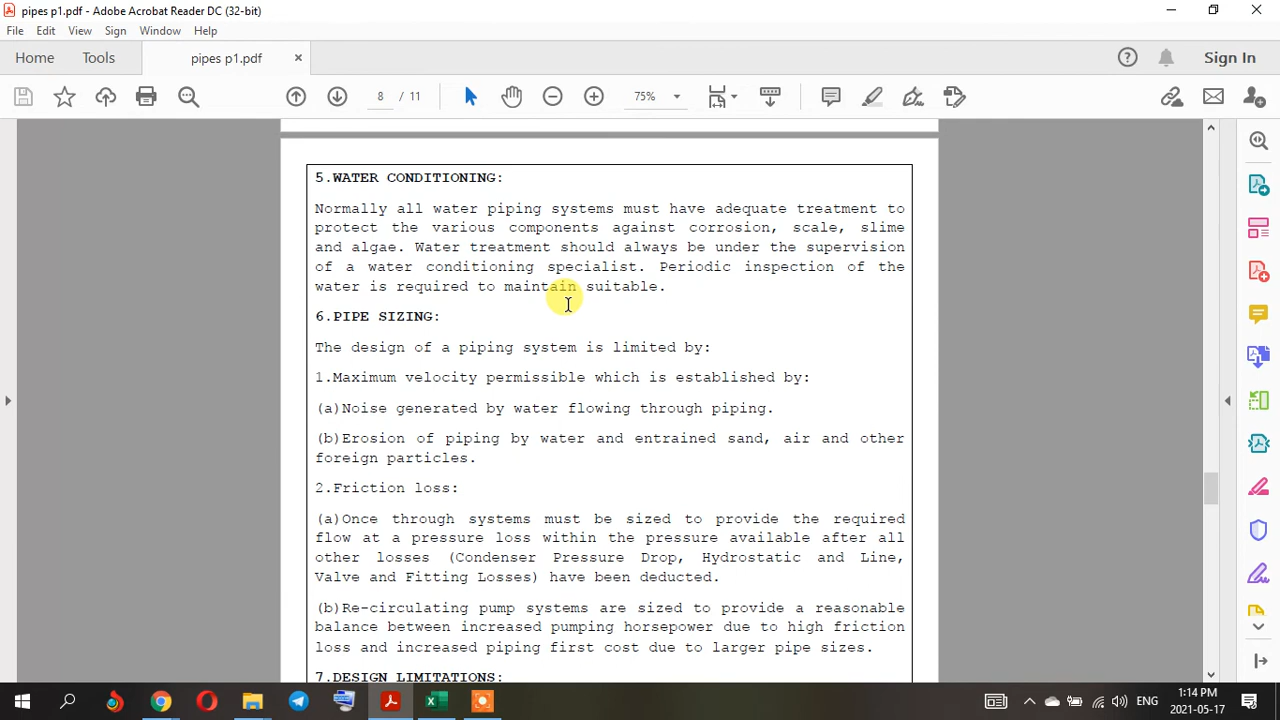 pipes p1.pdf - Adobe Acrobat Reader DC (32-bit)
File Edit View Sign Window Help
Home Tools pipes p1.pdf × Sign In
8 / 11 75%
5.WATER CONDITIONING:
Normally all water piping systems must have adequate treatment to
protect the various components against corrosion, scale, slime
and algae. Water treatment should always be under the supervision
of a water conditioning specialist. Periodic inspection of the
water is required to maintain suitable.
6.PIPE SIZING:
The design of a piping system is limited by:
1.Maximum velocity permissible which is established by:
(a)Noise generated by water flowing through piping.
(b)Erosion of piping by water and entrained sand, air and other
foreign particles.
2.Friction loss:
(a)Once through systems must be sized to provide the required
flow at a pressure loss within the pressure available after all
other losses (Condenser Pressure Drop, Hydrostatic and Line,
Valve and Fitting Losses) have been deducted.
(b)Re-circulating pump systems are sized to provide a reasonable
balance between increased pumping horsepower due to high friction
loss and increased piping first cost due to larger pipe sizes.
7.DESIGN LIMITATIONS:
ENG
1:14 PM
2021-05-17